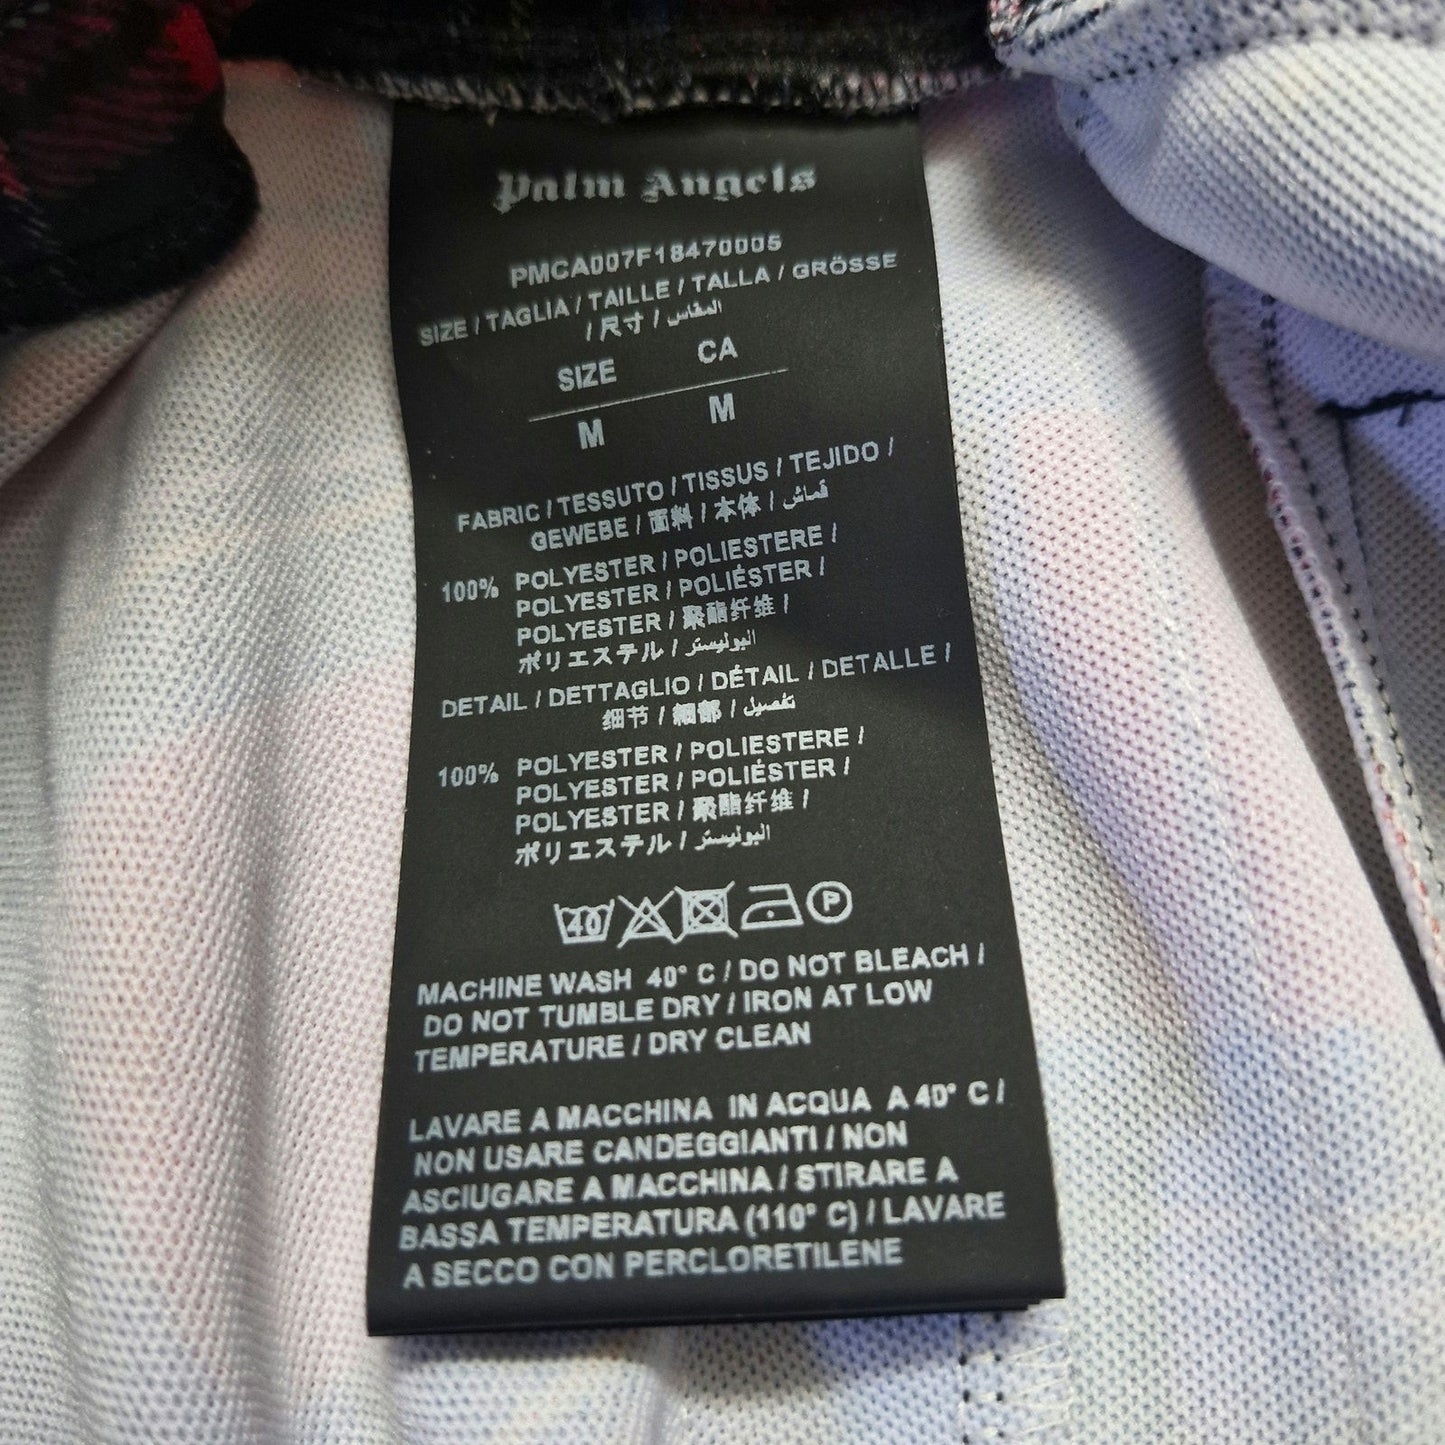 Palm Angels
PMCA007F18470005
SIZE / TAGLIA / TAILLE / TALLA / GRÖSSE
/ 尺寸 / المقاس
SIZE CA
M M
FABRIC / TESSUTO / TISSUS / TEJIDO /
GEWEBE / 面料 / 本体 / قماش
100% POLYESTER / POLIESTERE /
POLYESTER / POLIÉSTER /
POLYESTER / 聚酯纤维 /
ポリエステル / البوليستر
DETAIL / DETTAGLIO / DÉTAIL / DETALLE /
细节 / 細部 / تفصيل
100% POLYESTER / POLIESTERE /
POLYESTER / POLIÉSTER /
POLYESTER / 聚酯纤维 /
ポリエステル / البوليستر
40 P
MACHINE WASH 40° C / DO NOT BLEACH /
DO NOT TUMBLE DRY / IRON AT LOW
TEMPERATURE / DRY CLEAN
LAVARE A MACCHINA IN ACQUA A 40° C /
NON USARE CANDEGGIANTI / NON
ASCIUGARE A MACCHINA / STIRARE A
BASSA TEMPERATURA (110° C) / LAVARE
A SECCO CON PERCLORETILENE